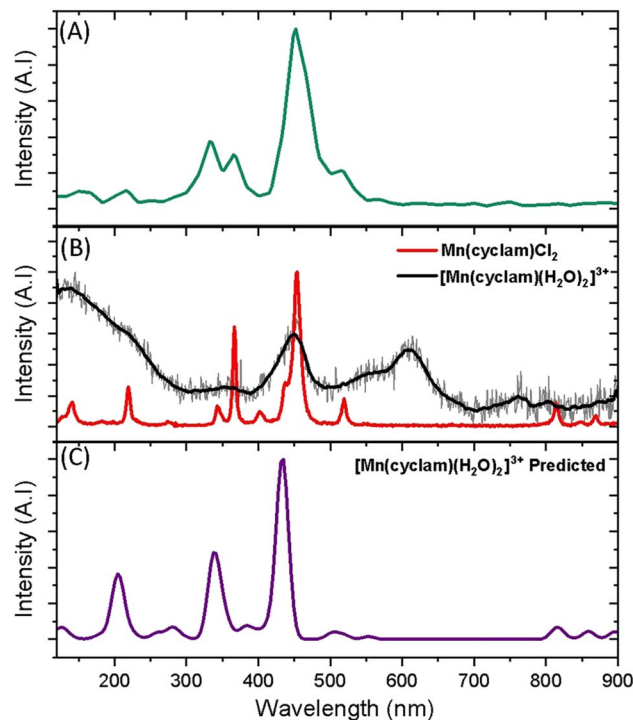 (A)
Intensity (A.I)
(B)
Mn(cyclam)Cl₂
[Mn(cyclam)(H₂O)₂]³⁺
Intensity (A.I)
(C)
[Mn(cyclam)(H₂O)₂]³⁺ Predicted
Intensity (A.I)
200 300 400 500 600 700 800 900
Wavelength (nm)